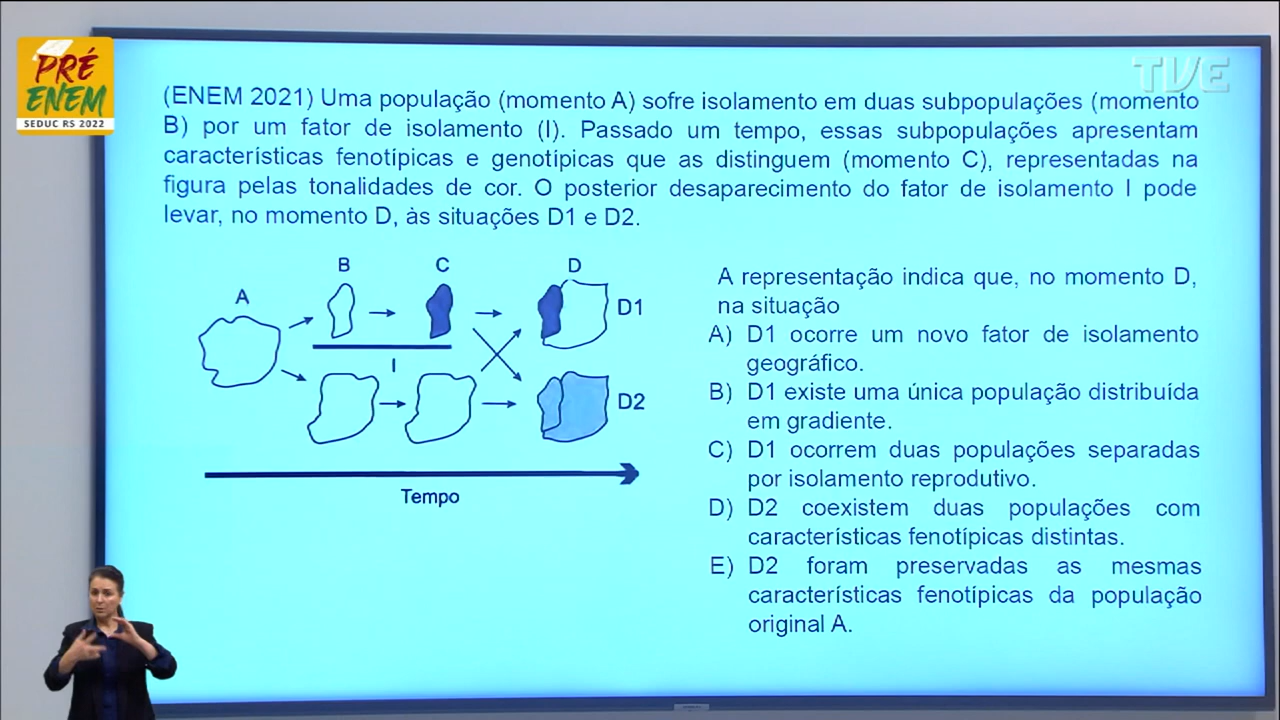 PRÉ
ENEM
SEDUC RS 2022
TVE
(ENEM 2021) Uma população (momento A) sofre isolamento em duas subpopulações (momento
B) por um fator de isolamento (I). Passado um tempo, essas subpopulações apresentam
características fenotípicas e genotípicas que as distinguem (momento C), representadas na
figura pelas tonalidades de cor. O posterior desaparecimento do fator de isolamento I pode
levar, no momento D, às situações D1 e D2.
A
B
C
D
D1
I
D2
Tempo
A representação indica que, no momento D,
na situação
A) D1 ocorre um novo fator de isolamento
geográfico.
B) D1 existe uma única população distribuída
em gradiente.
C) D1 ocorrem duas populações separadas
por isolamento reprodutivo.
D) D2 coexistem duas populações com
características fenotípicas distintas.
E) D2 foram preservadas as mesmas
características fenotípicas da população
original A.